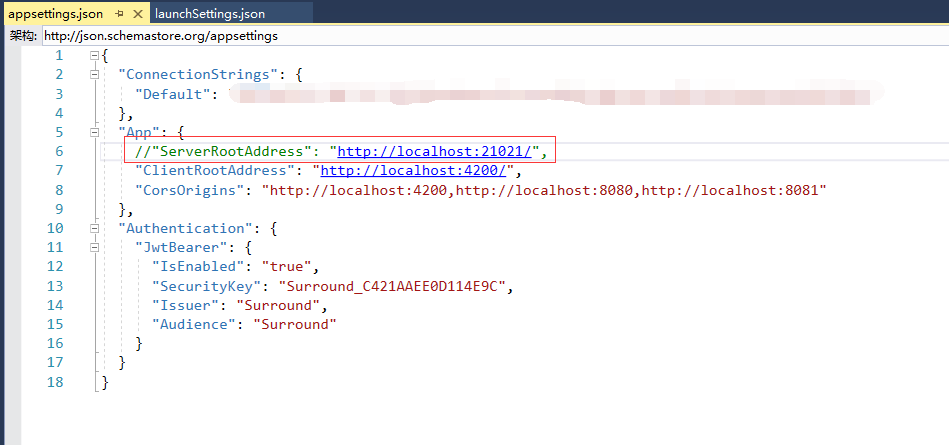 appsettings.json launchSettings.json
架构: http://json.schemastore.org/appsettings
1 {
2 "ConnectionStrings": {
3 "Default":
4 },
5 "App": {
6 //"ServerRootAddress": "http://localhost:21021/",
7 "ClientRootAddress": "http://localhost:4200/",
8 "CorsOrigins": "http://localhost:4200,http://localhost:8080,http://localhost:8081"
9 },
10 "Authentication": {
11 "JwtBearer": {
12 "IsEnabled": "true",
13 "SecurityKey": "Surround_C421AAEE0D114E9C",
14 "Issuer": "Surround",
15 "Audience": "Surround"
16 }
17 }
18 }